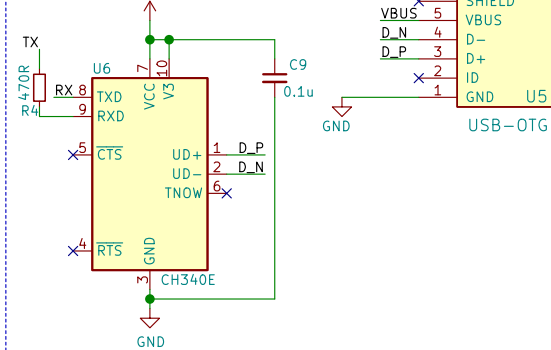 SHIELD
VBUS 5 VBUS
D_N 4 D-
D_P 3 D+
2 ID
1 GND U5
USB-OTG
GND
TX
470R
R4
U6
7 10
VCC V3
RX 8 TXD
9 RXD
5 CTS
4 RTS
UD+ 1 D_P
UD- 2 D_N
TNOW 6
GND
3
CH340E
GND
C9
0.1u